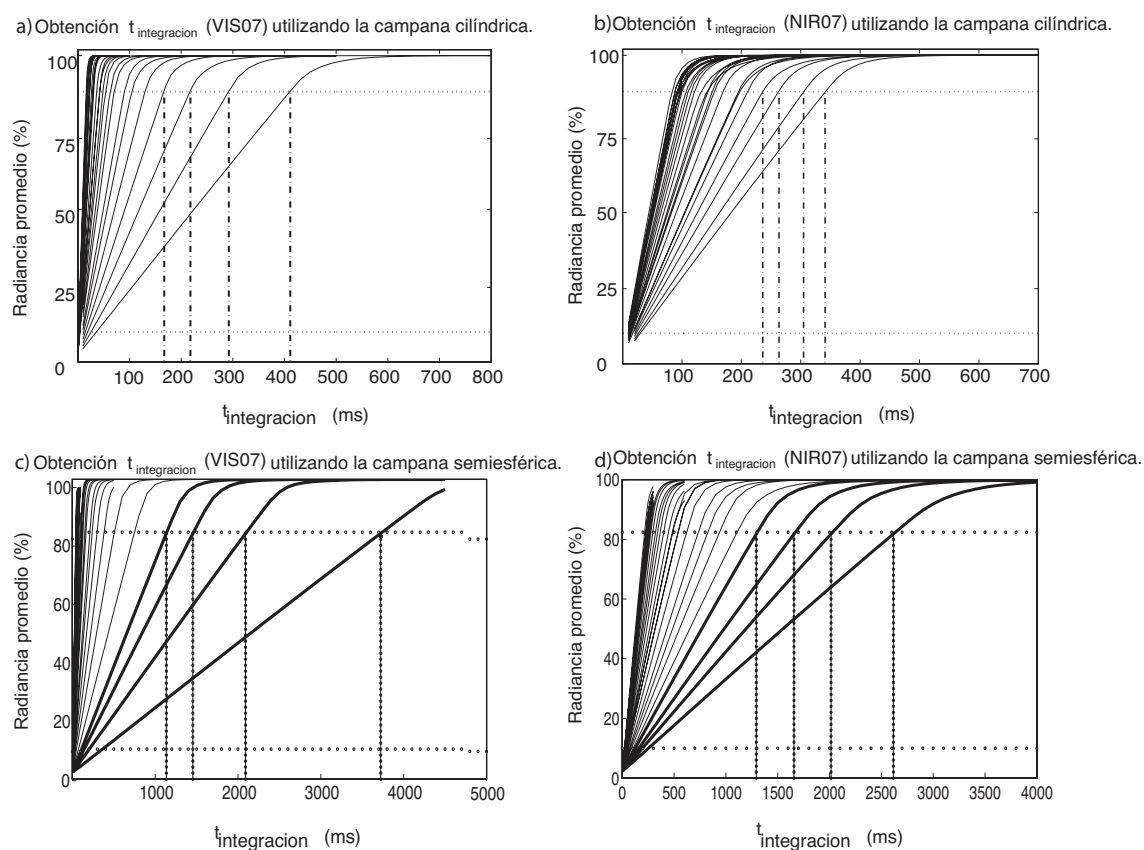 a) Obtención t integracion (VIS07) utilizando la campana cilíndrica.
Radiancia promedio (%)
100
75
50
25
0
100 200 300 400 500 600 700 800
t integracion (ms)
b) Obtención t integracion (NIR07) utilizando la campana cilíndrica.
Radiancia promedio (%)
100
75
50
25
0
100 200 300 400 500 600 700
t integracion (ms)
c) Obtención t integracion (VIS07) utilizando la campana semiesférica.
Radiancia promedio (%)
100
80
60
40
20
0
1000 2000 3000 4000 5000
t integracion (ms)
d) Obtención t integracion (NIR07) utilizando la campana semiesférica.
Radiancia promedio (%)
100
80
60
40
20
0
0 500 1000 1500 2000 2500 3000 3500 4000
t integracion (ms)